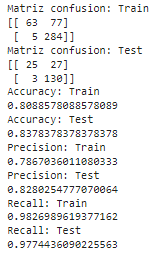 Matriz confusion: Train
[[ 63  77]
 [  5 284]]
Matriz confusion: Test
[[ 25  27]
 [  3 130]]
Accuracy: Train
0.8088578088578089
Accuracy: Test
0.8378378378378378
Precision: Train
0.7867036011080333
Precision: Test
0.8280254777070064
Recall: Train
0.9826989619377162
Recall: Test
0.9774436090225563